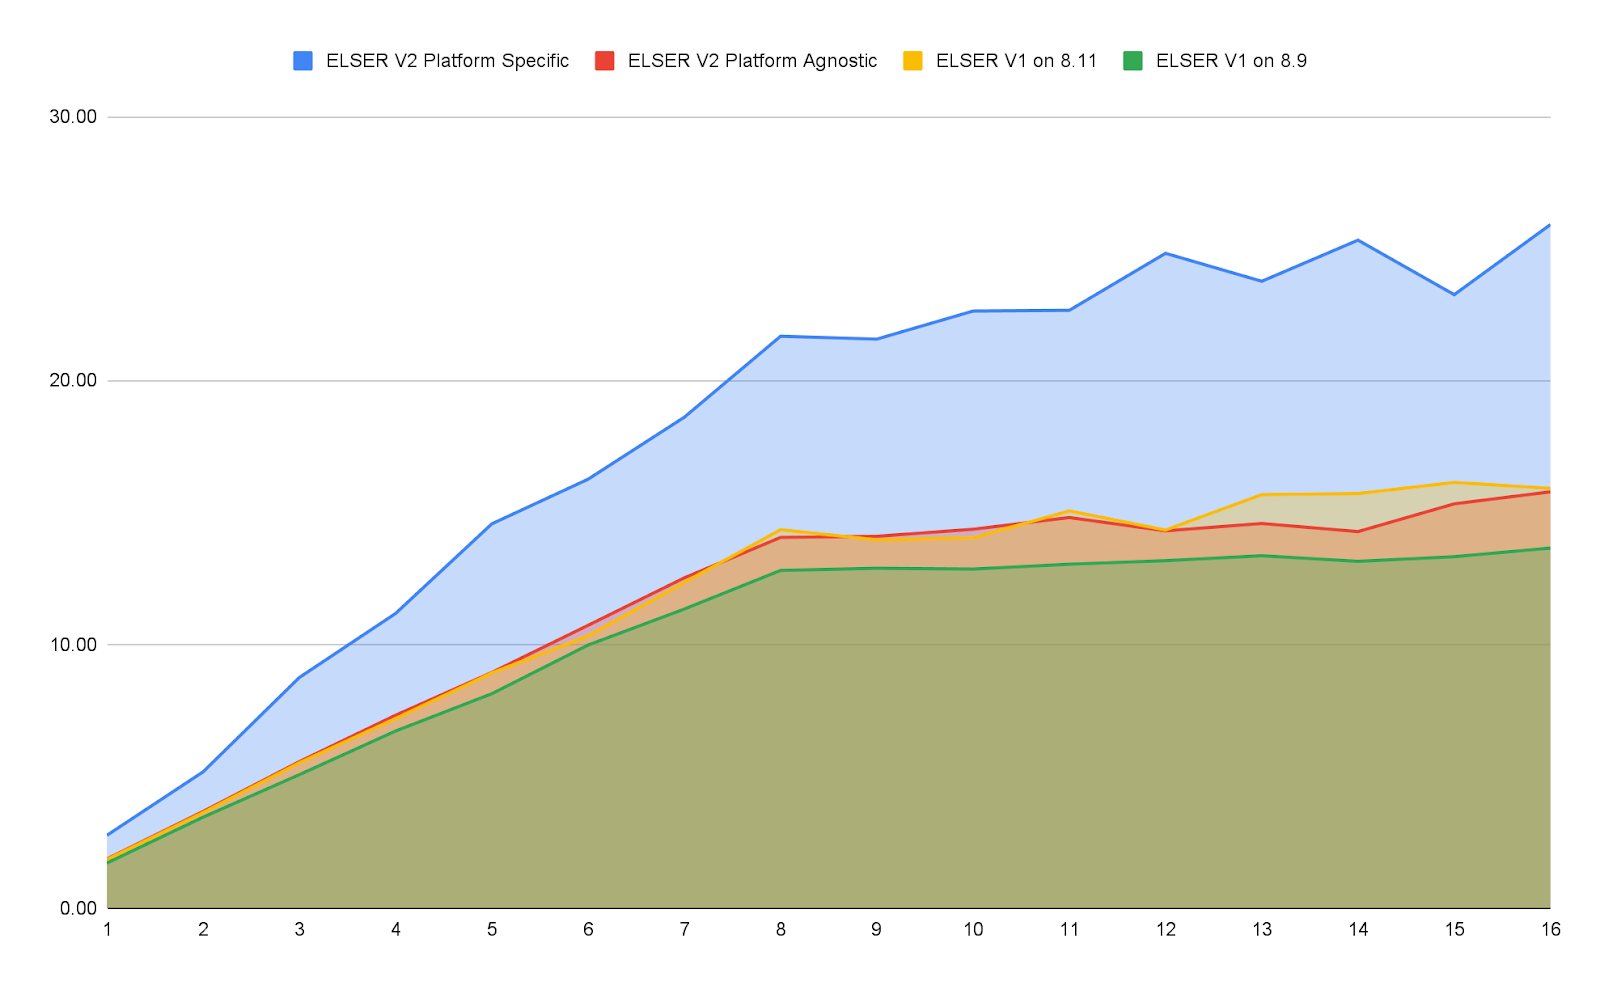 ELSER V2 Platform Specific ELSER V2 Platform Agnostic ELSER V1 on 8.11 ELSER V1 on 8.9
30.00
20.00
10.00
0.00
1 2 3 4 5 6 7 8 9 10 11 12 13 14 15 16